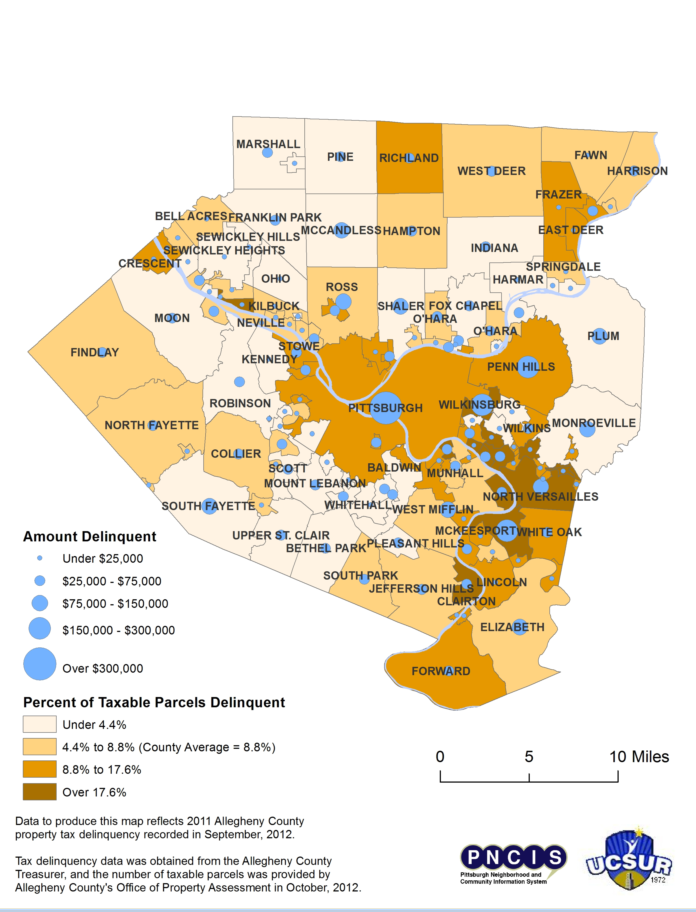 MARSHALL
PINE
RICHLAND
WEST DEER
FAWN
HARRISON
FRAZER
BELL ACRES
FRANKLIN PARK
MCCANDLESS
HAMPTON
EAST DEER
SEWICKLEY HILLS
INDIANA
SEWICKLEY HEIGHTS
CRESCENT
SPRINGDALE
OHIO
HARMAR
ROSS
KILBUCK
SHALER
FOX CHAPEL
MOON
NEVILLE
O'HARA
O'HARA
PLUM
STOWE
FINDLAY
KENNEDY
PENN HILLS
ROBINSON
PITTSBURGH
WILKINSBURG
NORTH FAYETTE
WILKINS
MONROEVILLE
COLLIER
SCOTT
BALDWIN
MUNHALL
MOUNT LEBANON
NORTH VERSAILLES
SOUTH FAYETTE
WHITEHALL
WEST MIFFLIN
UPPER ST. CLAIR
MCKEESPORT
WHITE OAK
BETHEL PARK
PLEASANT HILLS
SOUTH PARK
JEFFERSON HILLS
LINCOLN
CLAIRTON
ELIZABETH
FORWARD
Amount Delinquent
Under $25,000
$25,000 - $75,000
$75,000 - $150,000
$150,000 - $300,000
Over $300,000
Percent of Taxable Parcels Delinquent
Under 4.4%
4.4% to 8.8% (County Average = 8.8%)
8.8% to 17.6%
Over 17.6%
0 5 10 Miles
Data to produce this map reflects 2011 Allegheny County
property tax delinquency recorded in September, 2012.
Tax delinquency data was obtained from the Allegheny County
Treasurer, and the number of taxable parcels was provided by
Allegheny County's Office of Property Assessment in October, 2012.
PNCIS
Pittsburgh Neighborhood and
Community Information System
UCSUR
1972